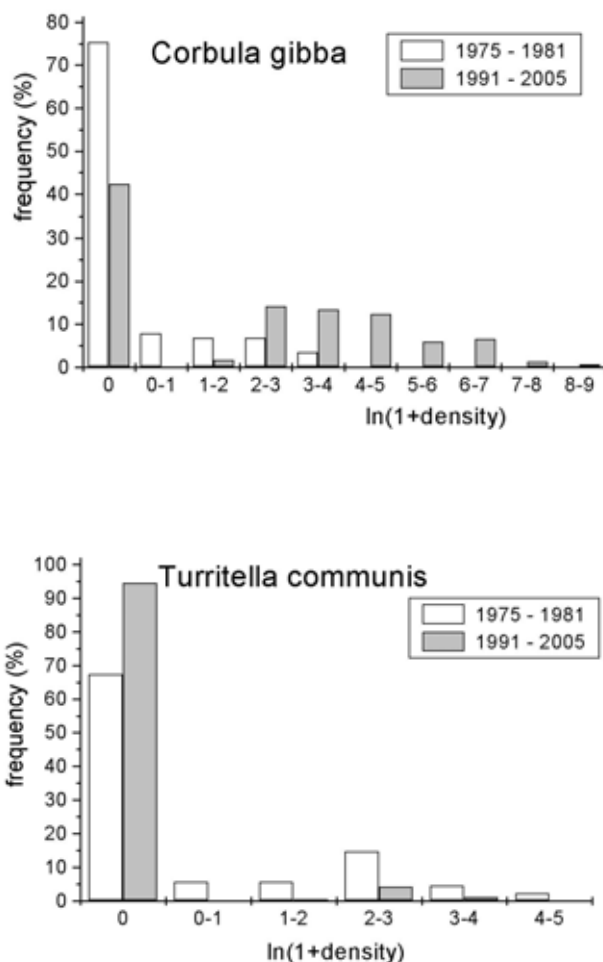 Corbula gibba
1975 - 1981
1991 - 2005
frequency (%)
80
70
60
50
40
30
20
10
0
0 0-1 1-2 2-3 3-4 4-5 5-6 6-7 7-8 8-9
ln(1+density)
Turritella communis
1975 - 1981
1991 - 2005
frequency (%)
100
90
80
70
60
50
40
30
20
10
0
0 0-1 1-2 2-3 3-4 4-5
ln(1+density)